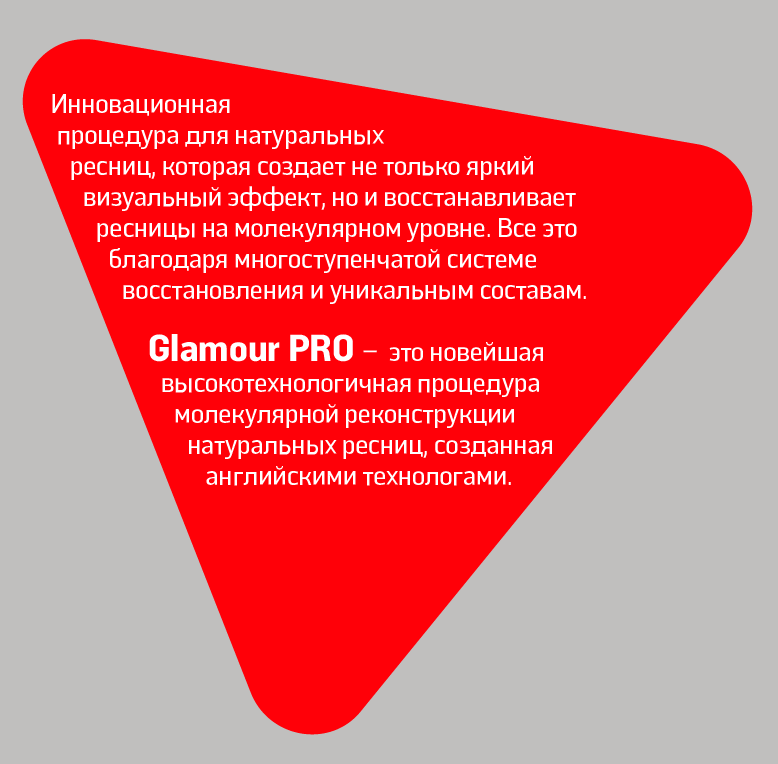 Инновационная
процедура для натуральных
ресниц, которая создает не только яркий
визуальный эффект, но и восстанавливает
ресницы на молекулярном уровне. Все это
благодаря многоступенчатой системе
восстановления и уникальным составам.
Glamour PRO – это новейшая
высокотехнологичная процедура
молекулярной реконструкции
натуральных ресниц, созданная
английскими технологами.